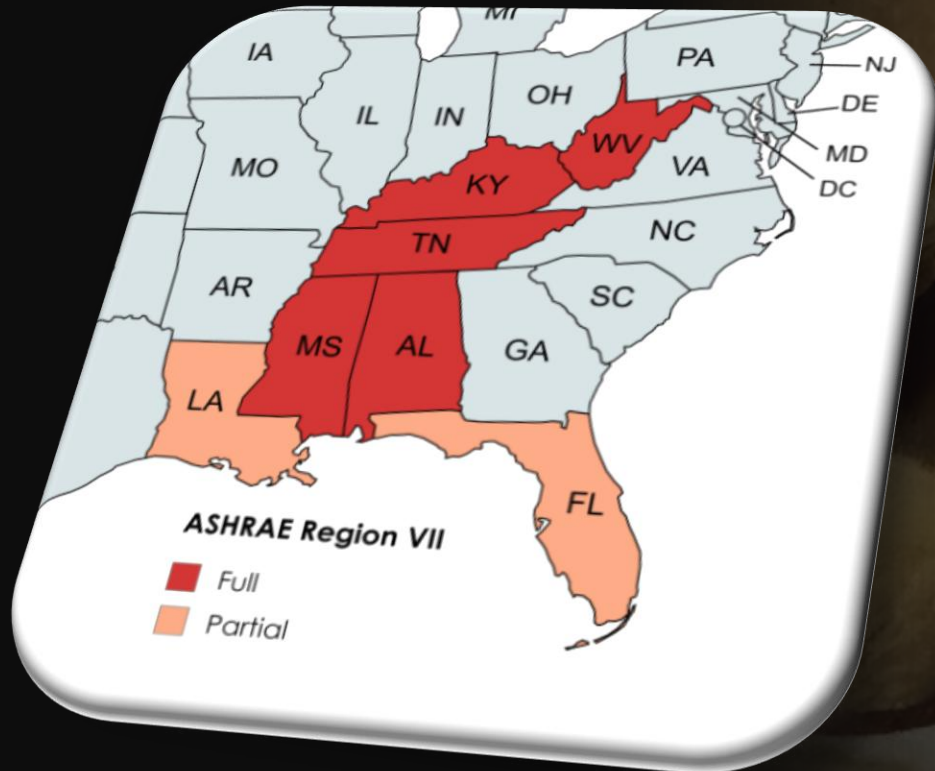 MI
IA
PA
NJ
OH
IL
IN
DE
WV
MO
VA
MD
KY
DC
TN
NC
AR
SC
MS
AL
GA
LA
FL
ASHRAE Region VII
Full
Partial